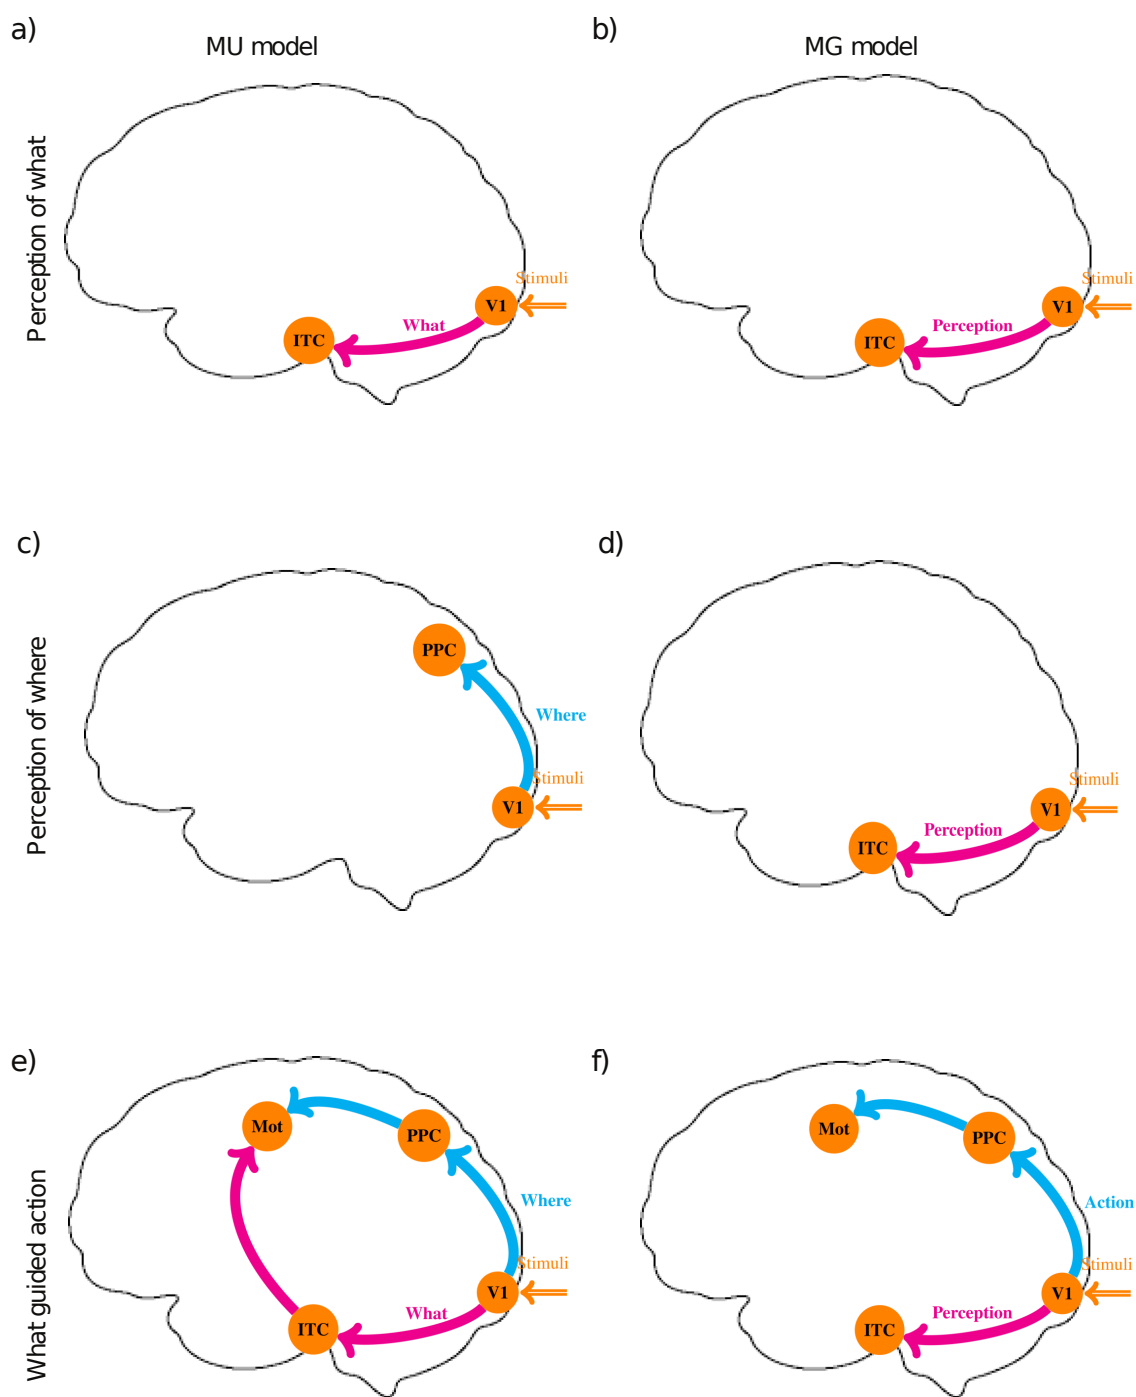 a)
MU model
b)
MG model
Perception of what
Stimuli
V1
What
ITC
Stimuli
V1
Perception
ITC
c)
d)
Perception of where
PPC
Where
Stimuli
V1
Stimuli
V1
Perception
ITC
e)
f)
What guided action
Mot
PPC
Where
Stimuli
V1
What
ITC
Mot
PPC
Action
Stimuli
V1
Perception
ITC